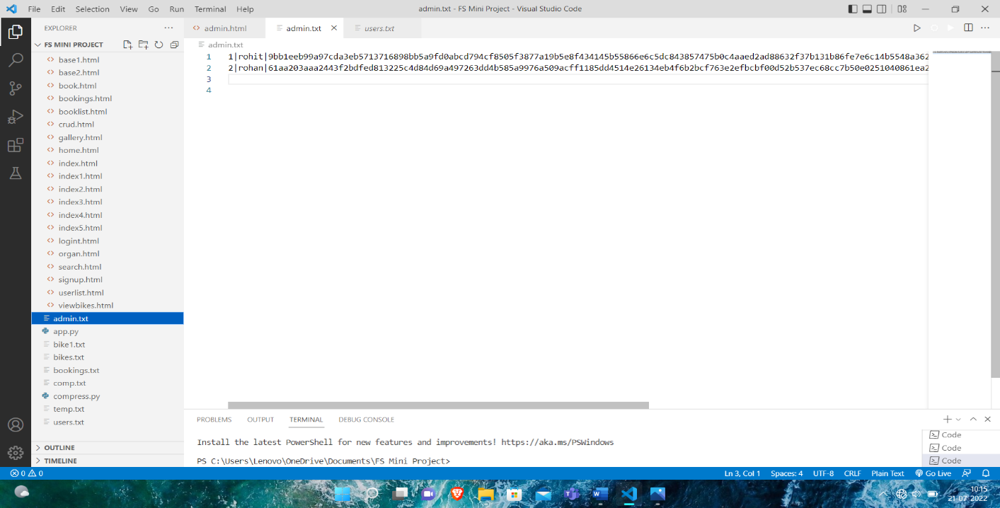 File Edit Selection View Go Run Terminal Help
admin.txt - FS Mini Project - Visual Studio Code
EXPLORER
FS MINI PROJECT
base1.html
base2.html
book.html
bookings.html
booklist.html
crud.html
gallery.html
home.html
index.html
index1.html
index2.html
index3.html
index4.html
index5.html
logint.html
organ.html
search.html
signup.html
userlist.html
viewbikes.html
admin.txt
app.py
bike1.txt
bikes.txt
bookings.txt
comp.txt
compress.py
temp.txt
users.txt
OUTLINE
TIMELINE
admin.html admin.txt users.txt
admin.txt
1 1|rohit|9bb1eeb99a97cda3eb5713716898bb5a9fd0abcd794cf8505f3877a19b5e8f434145b55866e6c5dc843857475b0c4aaed2ad88632f37b131b86fe7e6c14b5548a362
2 2|rohan|61aa203aaa2443f2bdfed813225c4d84d69a497263dd4b585a9976a509acff1185dd4514e26134eb4f6b2bcf763e2efbcbf00d52b537ec68cc7b50e0251040861ea2
3
4
PROBLEMS OUTPUT TERMINAL DEBUG CONSOLE
Install the latest PowerShell for new features and improvements! https://aka.ms/PSWindows
PS C:\Users\Lenovo\OneDrive\Documents\FS Mini Project>
Code
Code
Code
0 0
Ln 3, Col 1 Spaces: 4 UTF-8 CRLF Plain Text Go Live
10:15
21-07-2022